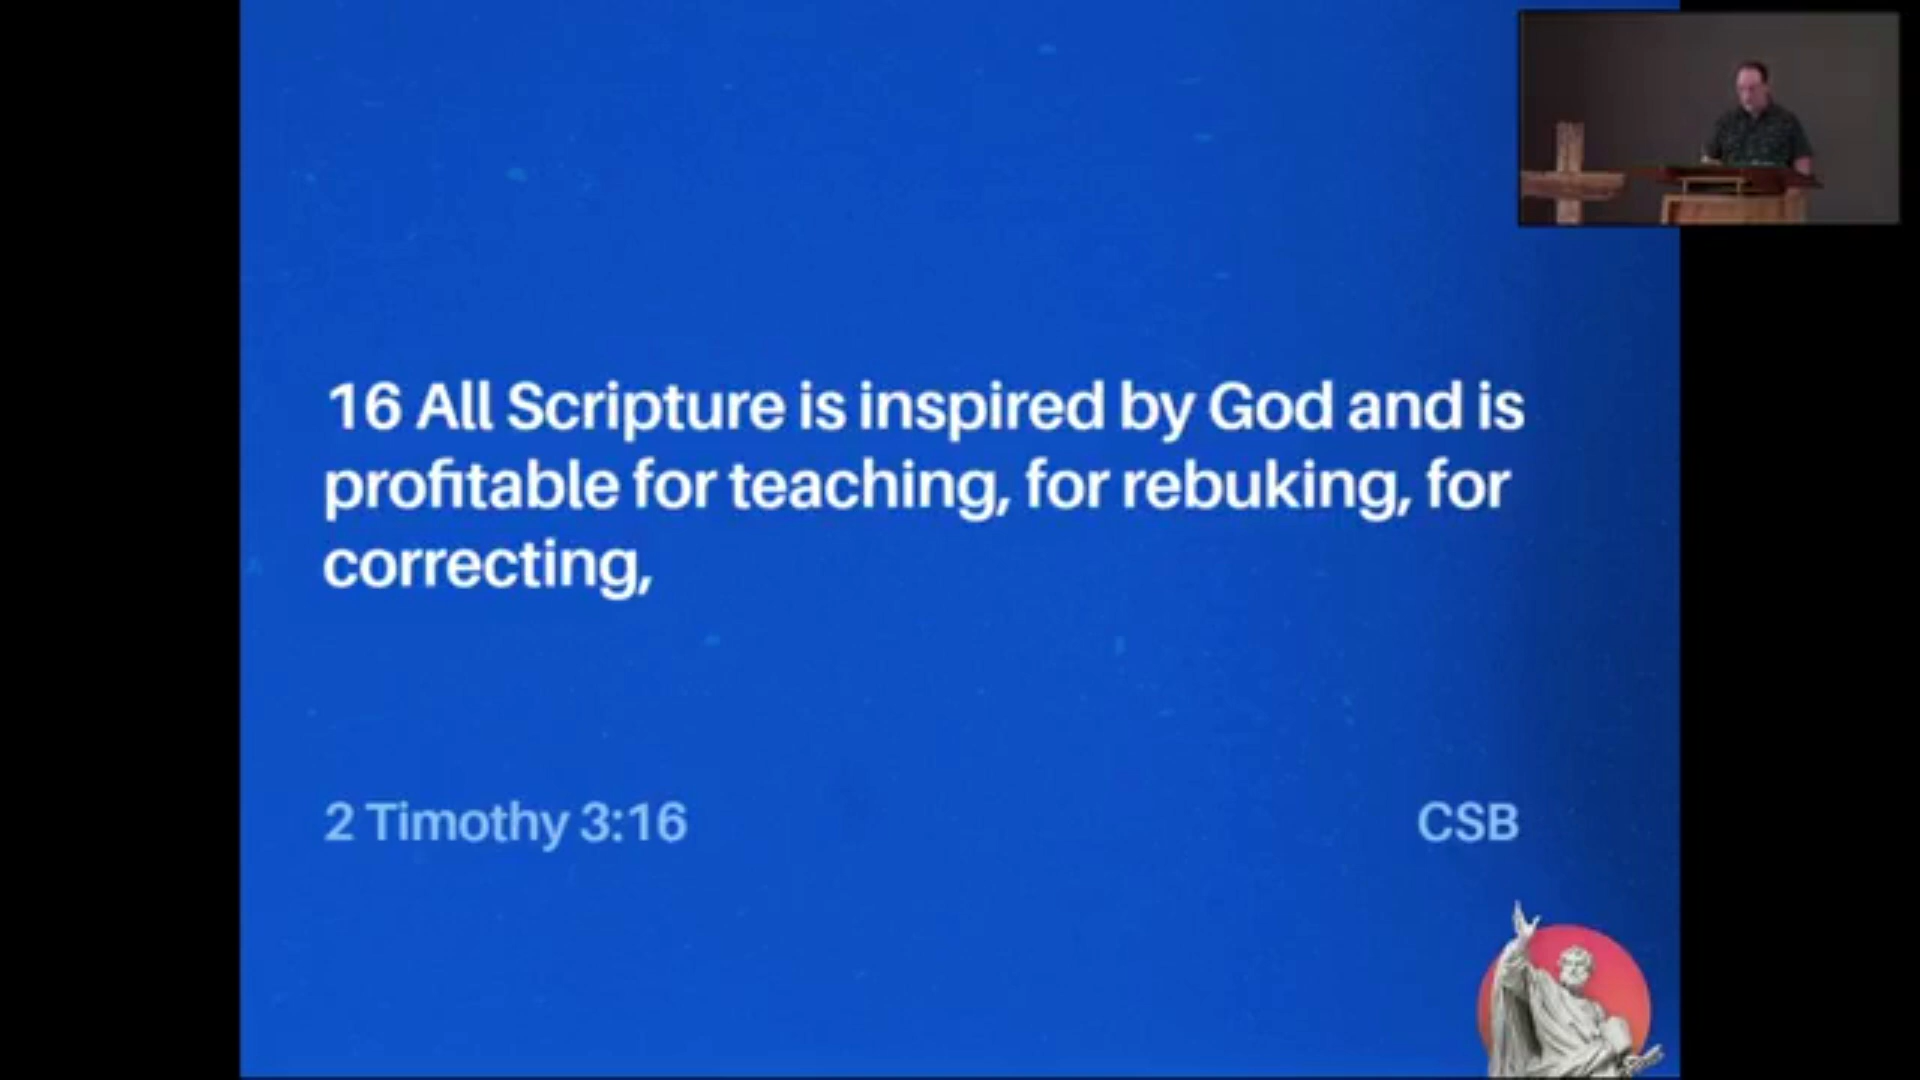 16 All Scripture is inspired by God and is
profitable for teaching, for rebuking, for
correcting,
2 Timothy 3:16
CSB